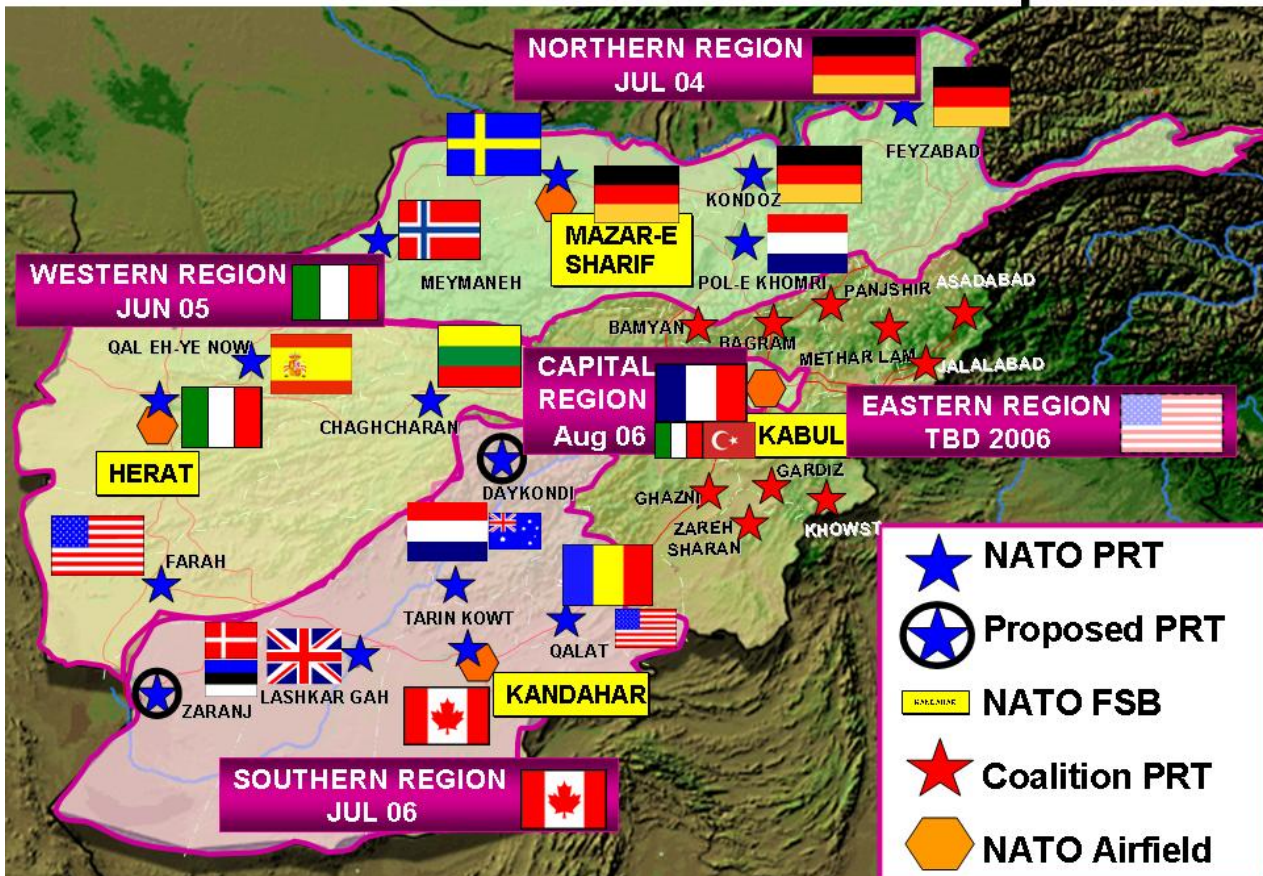 NORTHERN REGION
JUL 04
FEYZABAD
KONDOZ
MAZAR-E
SHARIF
MEYMANEH
POL-E KHOMRI
WESTERN REGION
JUN 05
PANJSHIR
ASADABAD
BAMYAN
BAGRAM
METHAR LAM
JALALABAD
QAL EH-YE NOW
CHAGHCHARAN
CAPITAL
REGION
Aug 06
KABUL
EASTERN REGION
TBD 2006
HERAT
DAYKONDI
GHAZNI
GARDIZ
ZAREH
SHARAN
KHOWST
FARAH
TARIN KOWT
QALAT
ZARANJ
LASHKAR GAH
KANDAHAR
SOUTHERN REGION
JUL 06
NATO PRT
Proposed PRT
KANDAHAR
NATO FSB
Coalition PRT
NATO Airfield